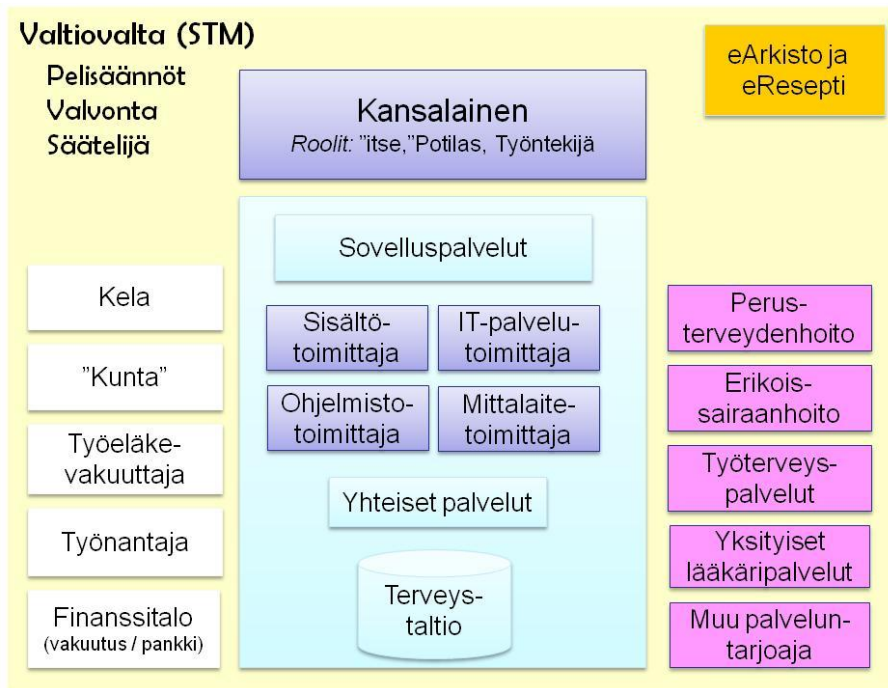 Valtiovalta (STM)
Pelisäännöt
Valvonta
Säätelijä
Kansalainen
Roolit: "itse,"Potilas, Työntekijä
eArkisto ja
eResepti
Sovelluspalvelut
Sisältö-
toimittaja
IT-palvelu-
toimittaja
Ohjelmisto-
toimittaja
Mittalaite-
toimittaja
Yhteiset palvelut
Terveys-
taltio
Kela
"Kunta"
Työeläke-
vakuuttaja
Työnantaja
Finanssitalo
(vakuutus / pankki)
Perus-
terveydenhoito
Erikois-
sairaanhoito
Työterveys-
palvelut
Yksityiset
lääkäripalvelut
Muu palvelun-
tarjoaja